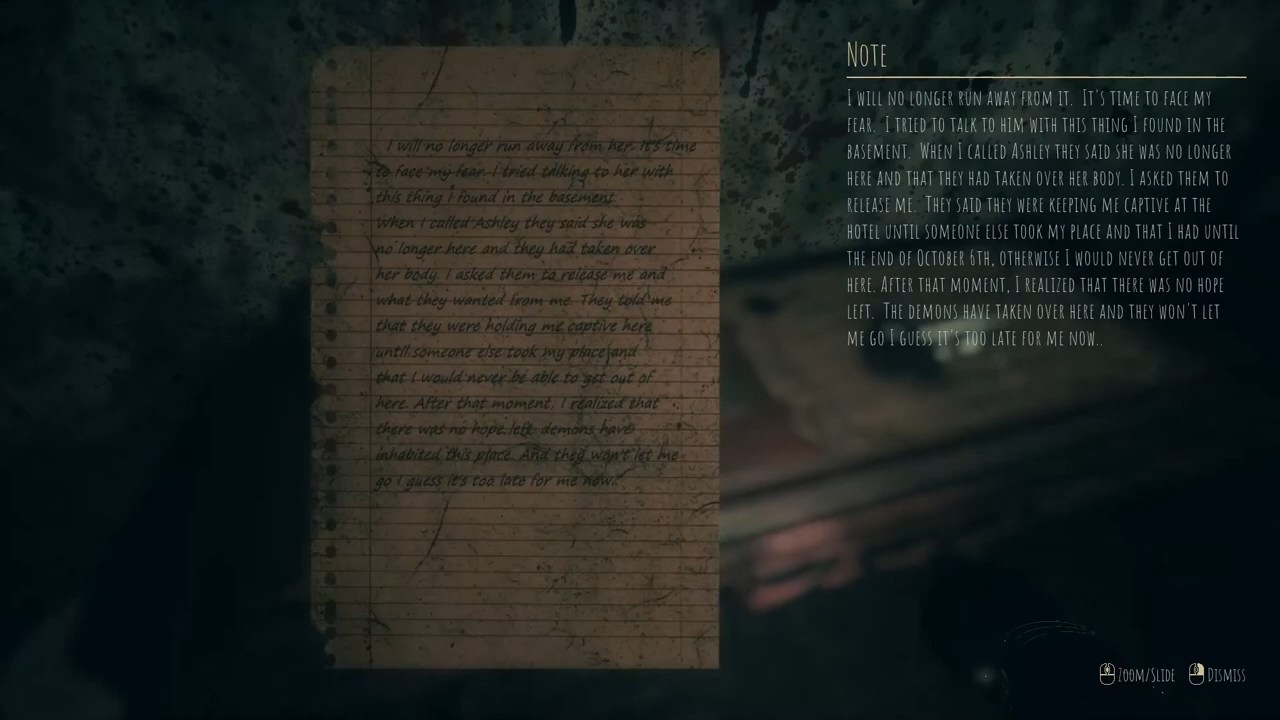 I will no longer run away from her. It's time
to face my fear. I tried talking to her with
this thing I found in the basement.
When I called Ashley they said she was
no longer here and they had taken over
her body. I asked them to release me and
what they wanted from me. They told me
that they were holding me captive here
until someone else took my place and
that I would never be able to get out of
here. After that moment, I realized that
there was no hope left. demons have
inhabited this place. And they won't let me
go I guess it's too late for me now..
NOTE
I WILL NO LONGER RUN AWAY FROM IT. IT'S TIME TO FACE MY
FEAR. I TRIED TO TALK TO HIM WITH THIS THING I FOUND IN THE
BASEMENT. WHEN I CALLED ASHLEY THEY SAID SHE WAS NO LONGER
HERE AND THAT THEY HAD TAKEN OVER HER BODY. I ASKED THEM TO
RELEASE ME. THEY SAID THEY WERE KEEPING ME CAPTIVE AT THE
HOTEL UNTIL SOMEONE ELSE TOOK MY PLACE AND THAT I HAD UNTIL
THE END OF OCTOBER 6TH, OTHERWISE I WOULD NEVER GET OUT OF
HERE. AFTER THAT MOMENT, I REALIZED THAT THERE WAS NO HOPE
LEFT. THE DEMONS HAVE TAKEN OVER HERE AND THEY WON'T LET
ME GO I GUESS IT'S TOO LATE FOR ME NOW..
ZOOM/SLIDE DISMISS